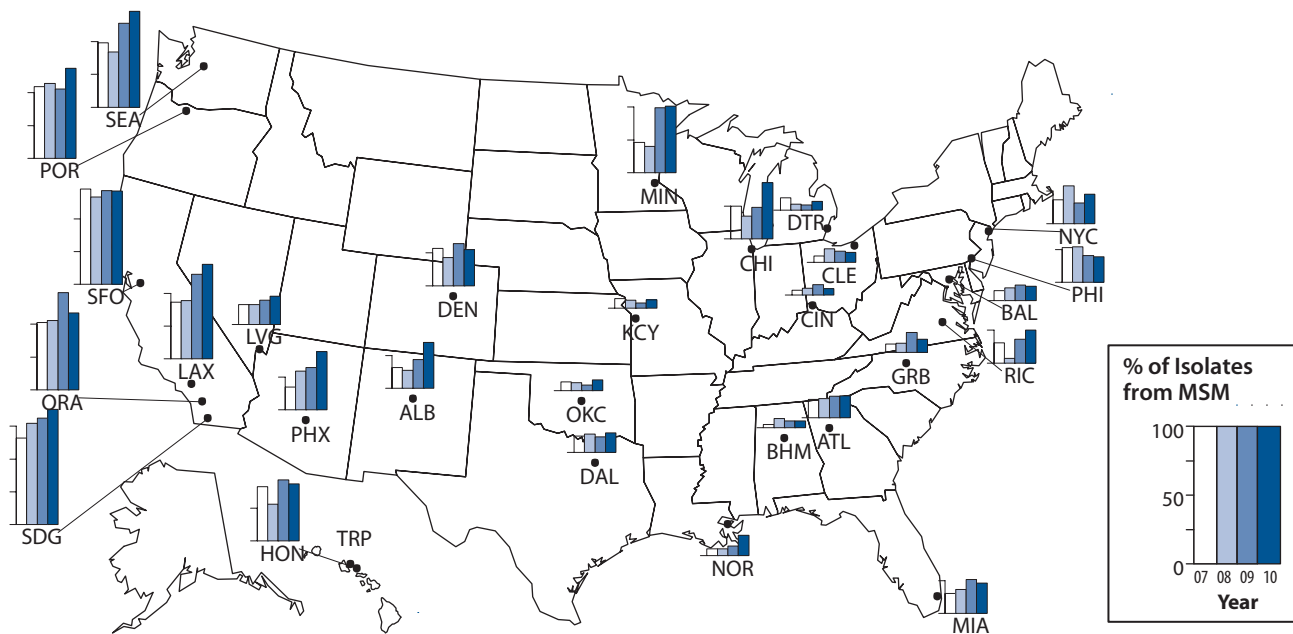 SEA
POR
SFO
LAX
ORA
SDG
LVG
PHX
ALB
DEN
HON
TRP
MIN
CHI
DTR
CLE
CIN
KCY
OKC
DAL
NOR
BHM
ATL
GRB
RIC
BAL
PHI
NYC
MIA
% of Isolates
from MSM
100
50
0
07 08 09 10
Year